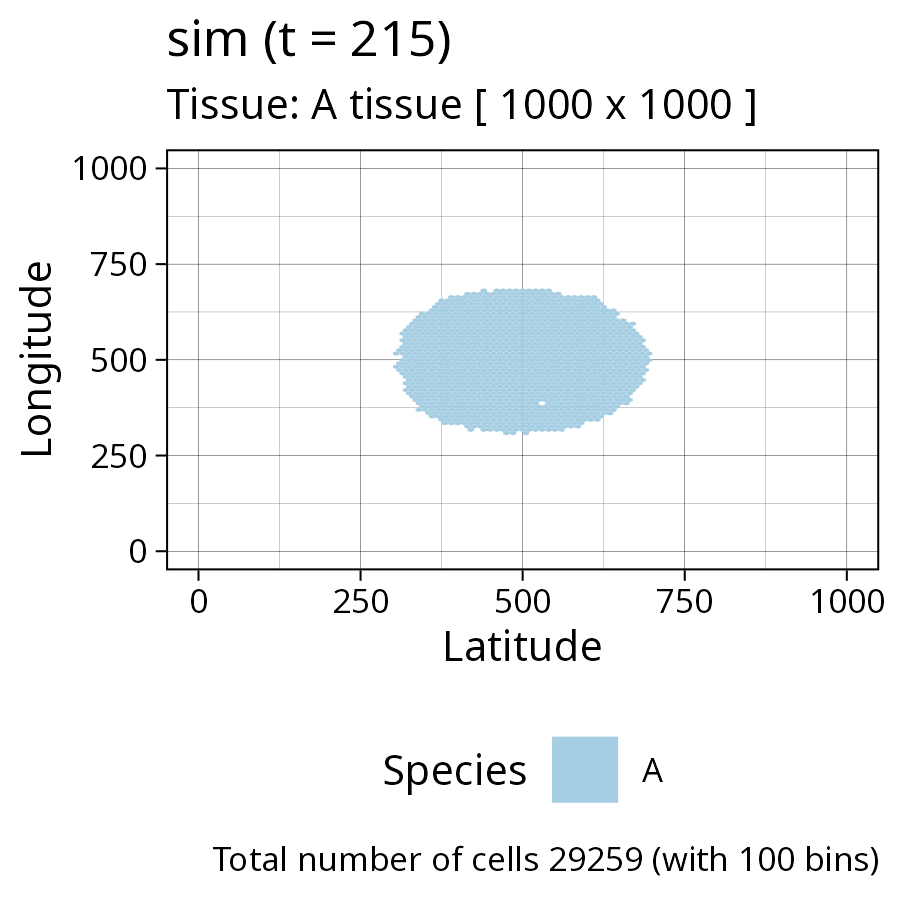 sim (t = 215)
Tissue: A tissue [ 1000 x 1000 ]
1000
750
500
250
0
Longitude
0 250 500 750 1000
Latitude
Species A
Total number of cells 29259 (with 100 bins)